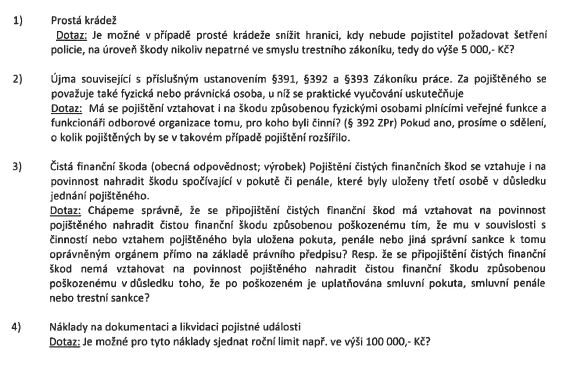 1) Prostá krádež
Dotaz: Je možné v případě prosté krádeže snížit hranici, kdy nebude pojistitel požadovat šetření
policie, na úroveň škody nikoliv nepatrné ve smyslu trestního zákoníku, tedy do výše 5 000,- Kč?
2) Újma související s příslušným ustanovením §391, §392 a §393 Zákoníku práce. Za pojištěného se
považuje také fyzická nebo právnická osoba, u níž se praktické vyučování uskutečňuje
Dotaz: Má se pojištění vztahovat i na škodu způsobenou fyzickými osobami plnícími veřejné funkce a
funkcionáři odborové organizace tomu, pro koho byli činní? (§ 392 ZPr) Pokud ano, prosíme o sdělení,
o kolik pojištěných by se v takovém případě pojištění rozšířilo.
3) Čistá finanční škoda (obecná odpovědnost; výrobek) Pojištění čistých finančních škod se vztahuje i na
povinnost nahradit škodu spočívající v pokutě či penále, které byly uloženy třetí osobě v důsledku
jednání pojištěného.
Dotaz: Chápeme správně, že se připojištění čistých finanční škod má vztahovat na povinnost
pojištěného nahradit čistou finanční škodu způsobenou poškozenému tím, že mu v souvislosti s
činností nebo vztahem pojištěného byla uložena pokuta, penále nebo jiná správní sankce k tomu
oprávněným orgánem přímo na základě právního předpisu? Resp. že se připojištění čistých finanční
škod nemá vztahovat na povinnost pojištěného nahradit čistou finanční škodu způsobenou
poškozenému v důsledku toho, že po poškozeném je uplatňována smluvní pokuta, smluvní penále
nebo trestní sankce?
4) Náklady na dokumentaci a likvidaci pojistné události
Dotaz: Je možné pro tyto náklady sjednat roční limit např. ve výši 100 000,- Kč?